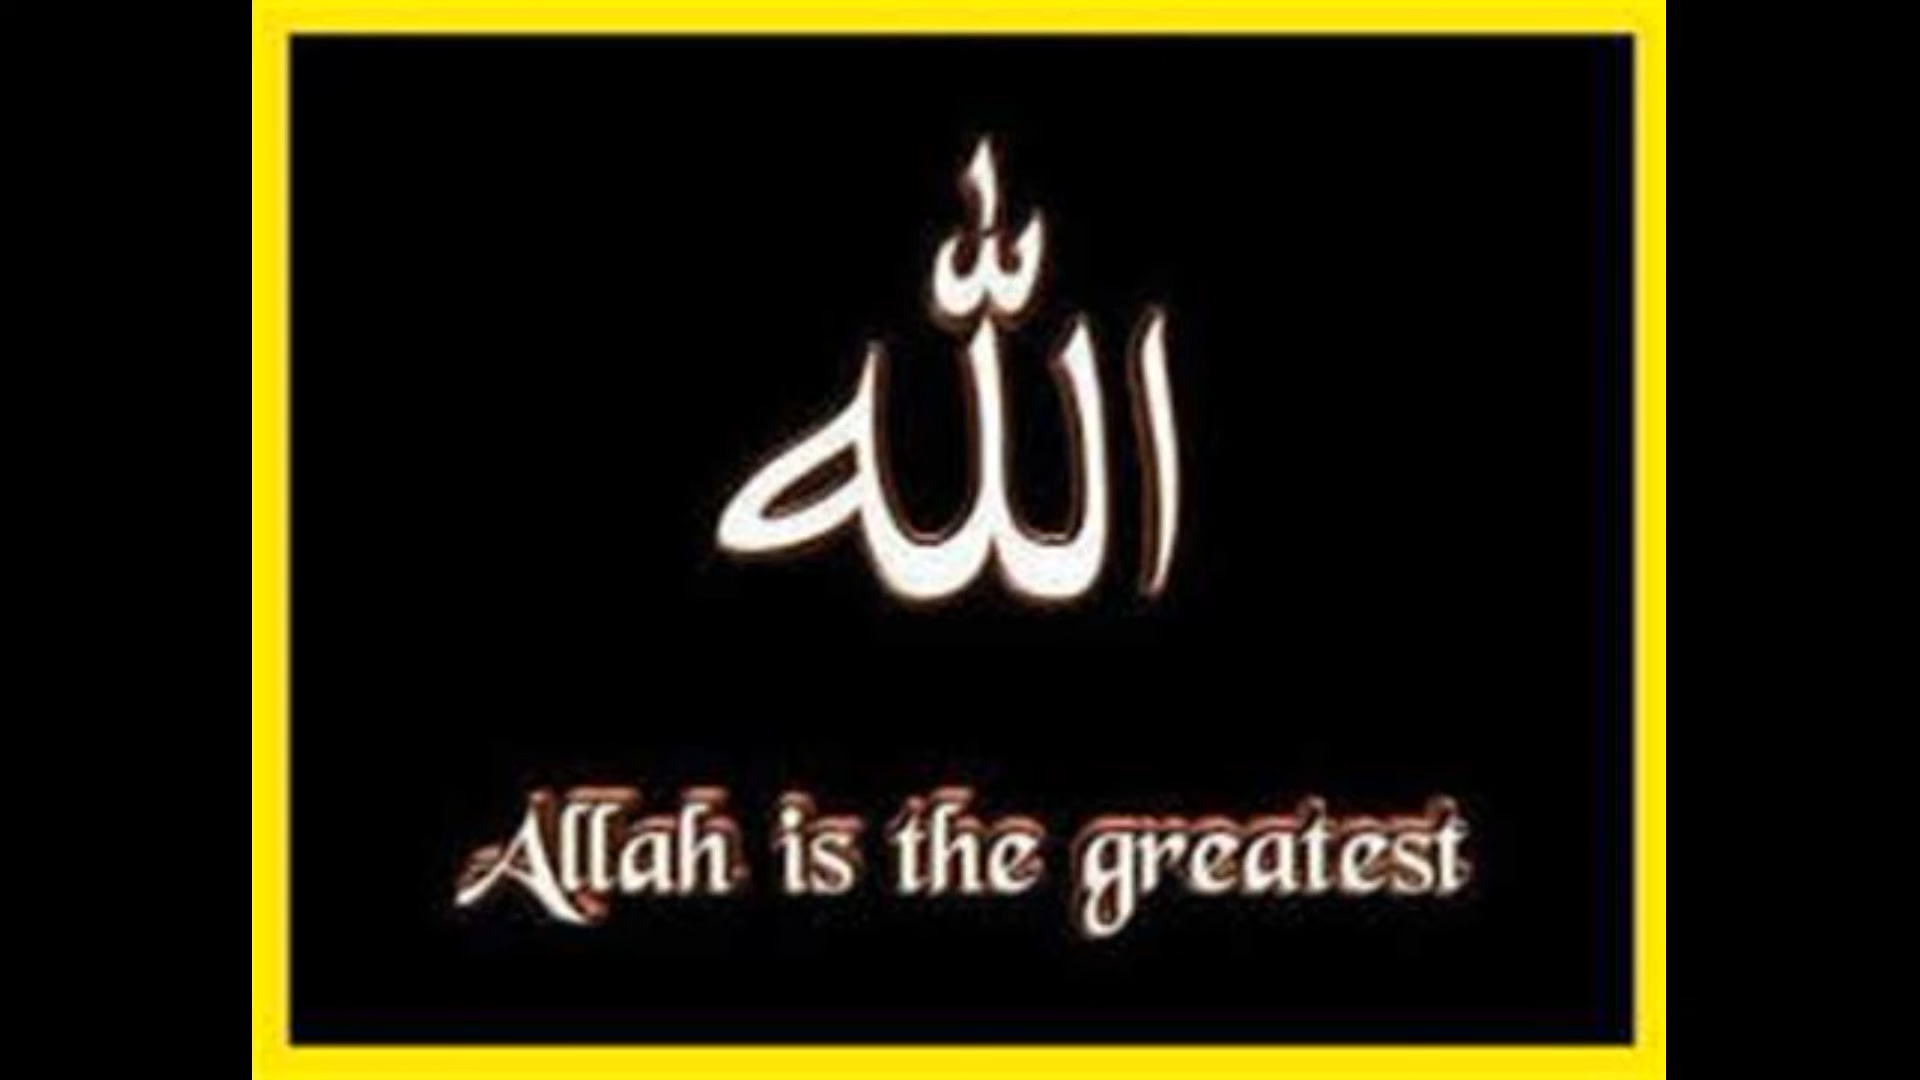 الله
Allah is the greatest